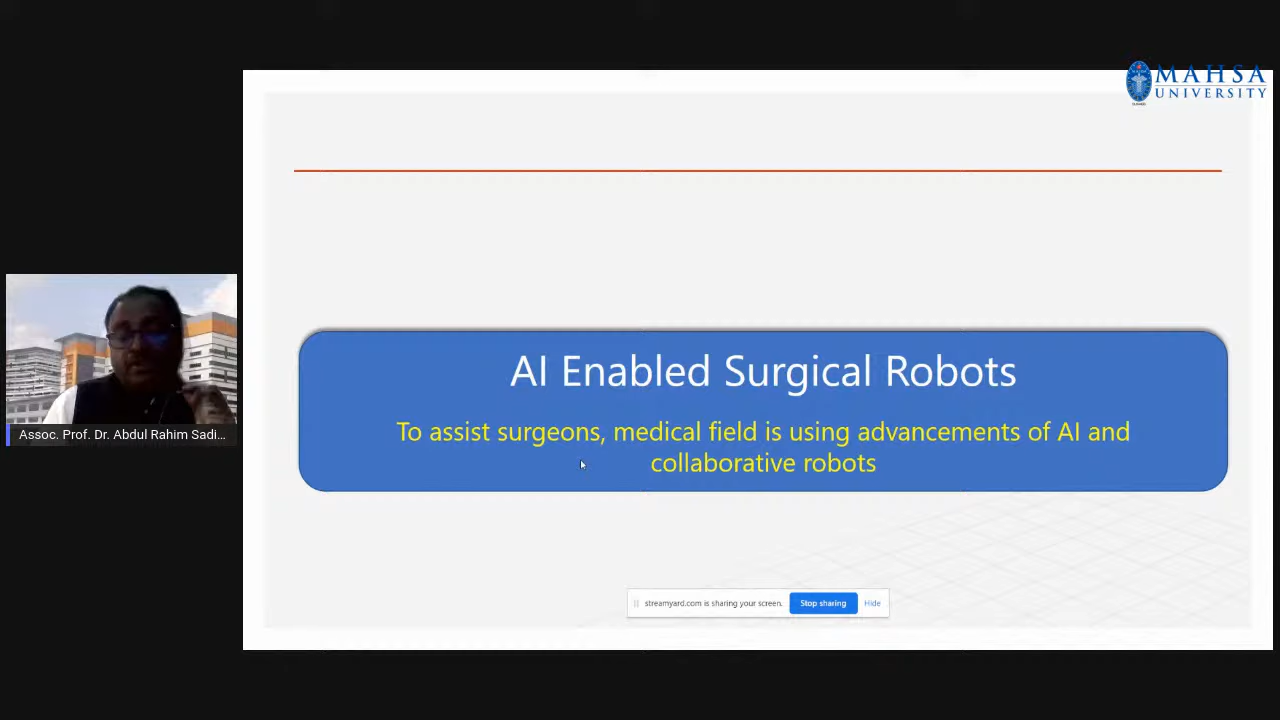 MAHSA
UNIVERSITY
AI Enabled Surgical Robots
To assist surgeons, medical field is using advancements of AI and
collaborative robots
Assoc. Prof. Dr. Abdul Rahim Sadi...
streamyard.com is sharing your screen. Stop sharing Hide